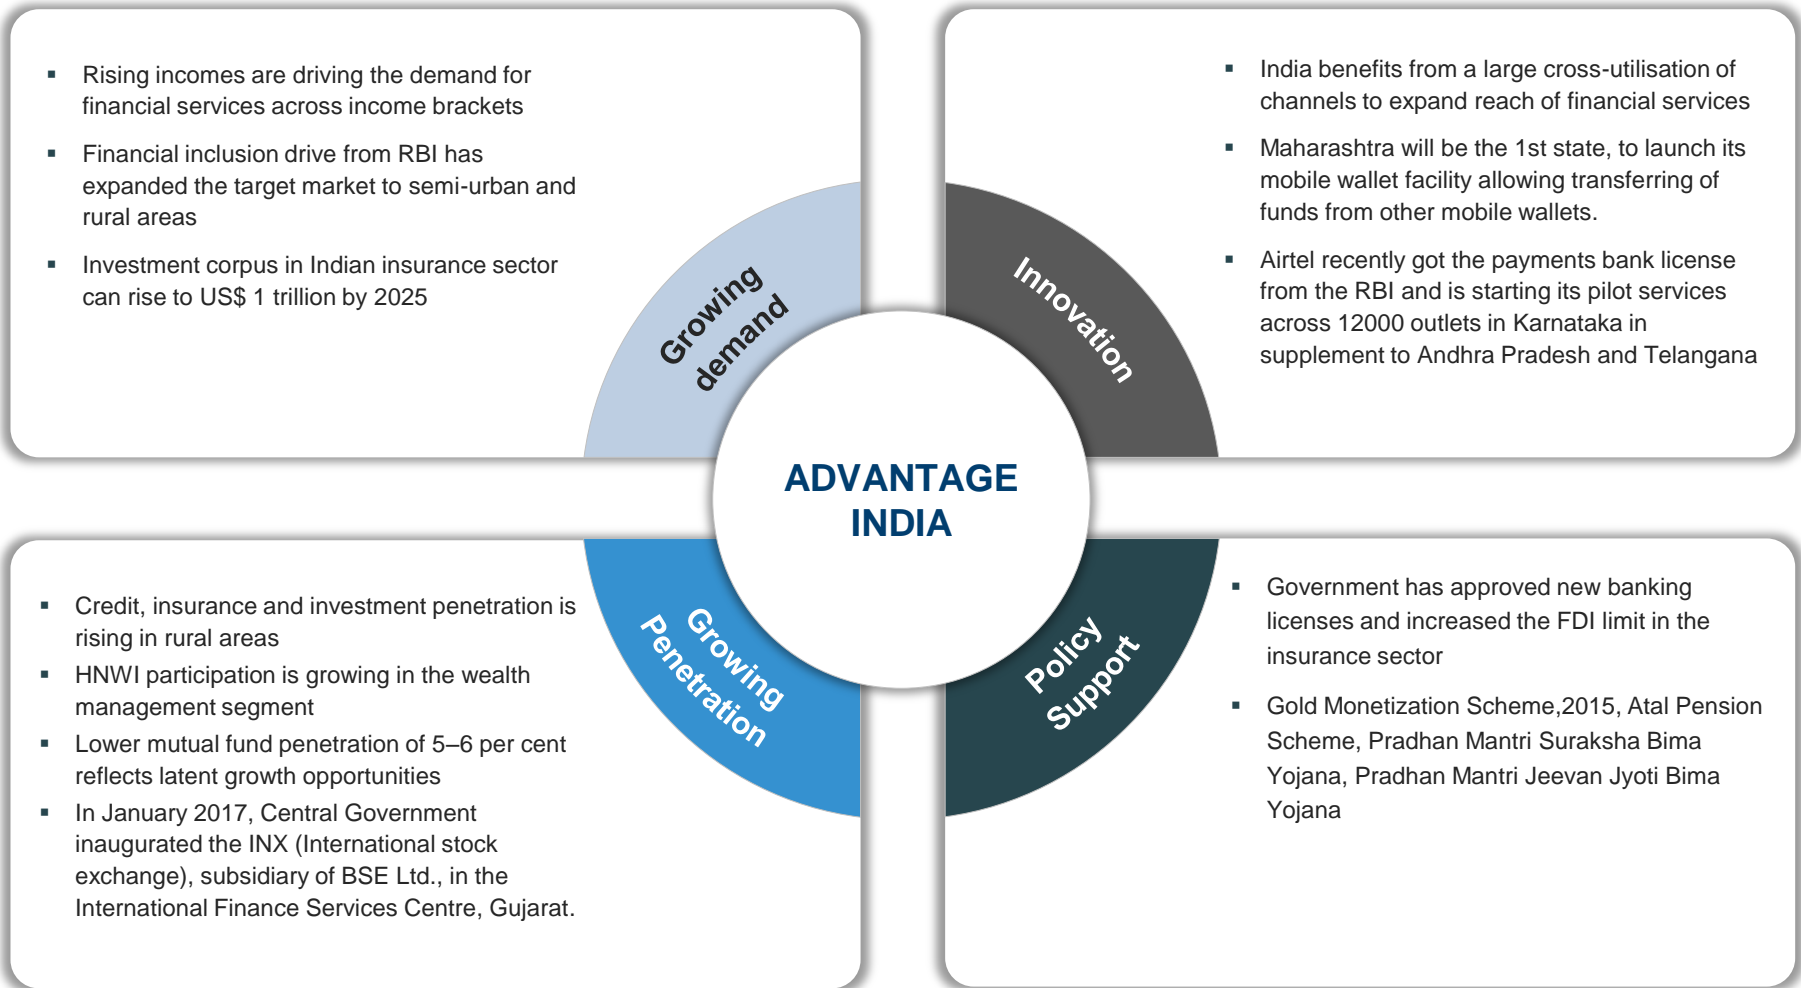 Rising incomes are driving the demand for
financial services across income brackets
Financial inclusion drive from RBI has
expanded the target market to semi-urban and
rural areas
Investment corpus in Indian insurance sector
can rise to US$ 1 trillion by 2025
Growing
demand
India benefits from a large cross-utilisation of
channels to expand reach of financial services
Maharashtra will be the 1st state, to launch its
mobile wallet facility allowing transferring of
funds from other mobile wallets.
Airtel recently got the payments bank license
from the RBI and is starting its pilot services
across 12000 outlets in Karnataka in
supplement to Andhra Pradesh and Telangana
Innovation
ADVANTAGE
INDIA
Credit, insurance and investment penetration is
rising in rural areas
HNWI participation is growing in the wealth
management segment
Lower mutual fund penetration of 5–6 per cent
reflects latent growth opportunities
In January 2017, Central Government
inaugurated the INX (International stock
exchange), subsidiary of BSE Ltd., in the
International Finance Services Centre, Gujarat.
Growing
Penetration
Policy
Support
Government has approved new banking
licenses and increased the FDI limit in the
insurance sector
Gold Monetization Scheme,2015, Atal Pension
Scheme, Pradhan Mantri Suraksha Bima
Yojana, Pradhan Mantri Jeevan Jyoti Bima
Yojana